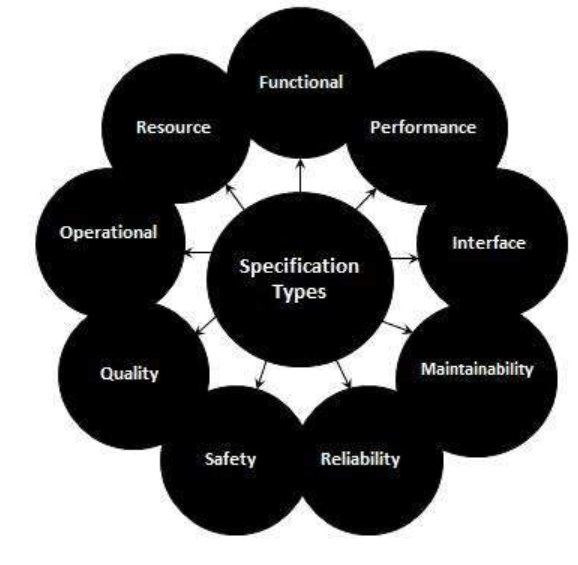 Functional
Resource
Performance
Operational
Interface
Specification
Types
Quality
Maintainability
Safety
Reliability